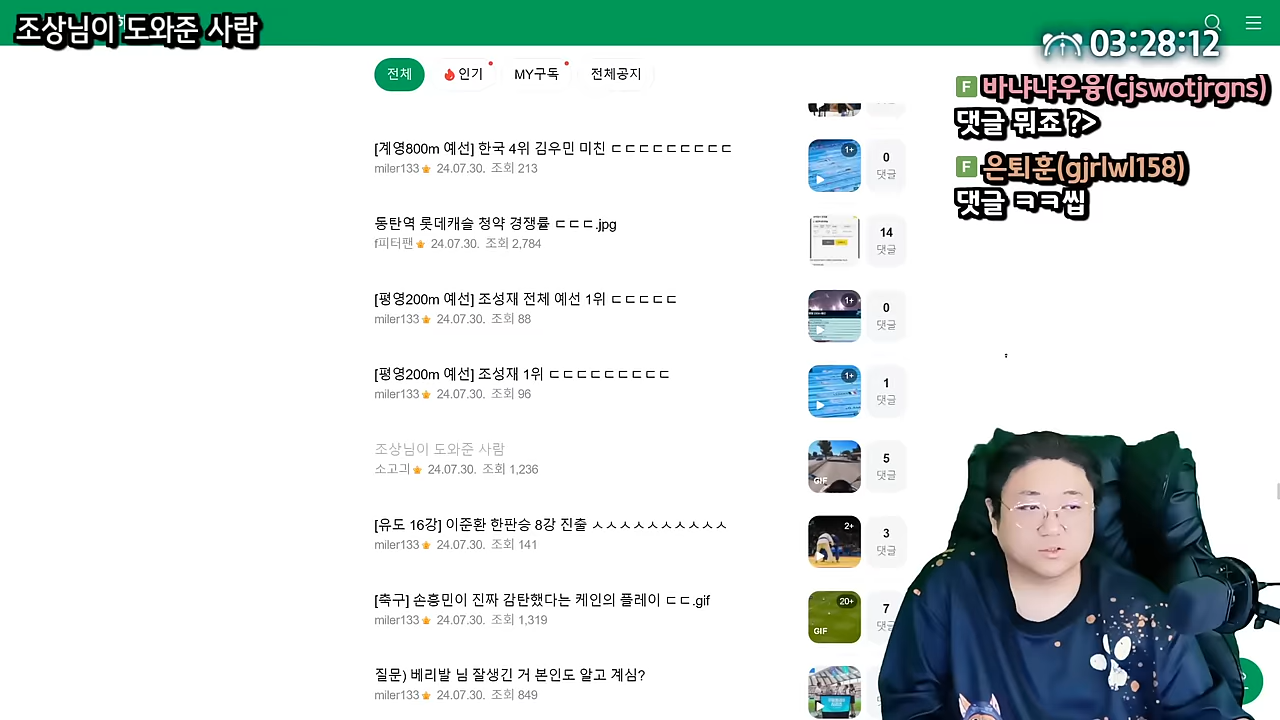 조상님이 도와준 사람
03:28:12
전체
인기
MY구독
전체공지
F 바냐냐우융(cjswotjrgns)
댓글 뭐죠 ?>
F 은퇴훈(gjrlwl158)
댓글 ㅋㅋ씹
[계영800m 예선] 한국 4위 김우민 미친 ㄷㄷㄷㄷㄷㄷㄷㄷㄷ
miler133 24.07.30. 조회 213
1+
0
댓글
동탄역 롯데캐슬 청약 경쟁률 ㄷㄷㄷ.jpg
f피터팬 24.07.30. 조회 2,784
14
댓글
[평영200m 예선] 조성재 전체 예선 1위 ㄷㄷㄷㄷㄷ
miler133 24.07.30. 조회 88
1+
0
댓글
[평영200m 예선] 조성재 1위 ㄷㄷㄷㄷㄷㄷㄷㄷㄷ
miler133 24.07.30. 조회 96
1+
1
댓글
조상님이 도와준 사람
소고긔 24.07.30. 조회 1,236
GIF
5
댓글
[유도 16강] 이준환 한판승 8강 진출 ㅅㅅㅅㅅㅅㅅㅅㅅㅅㅅ
miler133 24.07.30. 조회 141
2+
3
댓글
[축구] 손흥민이 진짜 감탄했다는 케인의 플레이 ㄷㄷ.gif
miler133 24.07.30. 조회 1,319
20+
GIF
7
댓글
질문) 베리발 님 잘생긴 거 본인도 알고 계심?
miler133 24.07.30. 조회 849